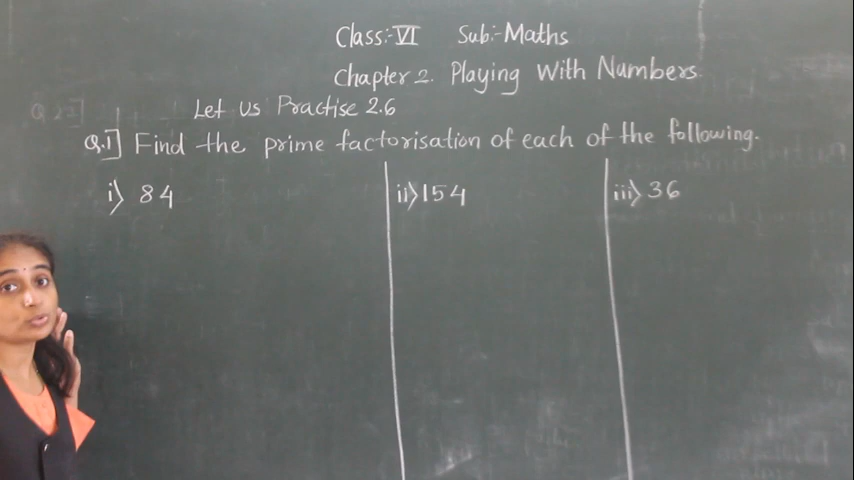 Class:-VI Sub:-Maths
Chapter 2. Playing With Numbers.
Let us Practise 2.6
Q.1] Find the prime factorisation of each of the following.
i) 84
ii) 154
iii) 36